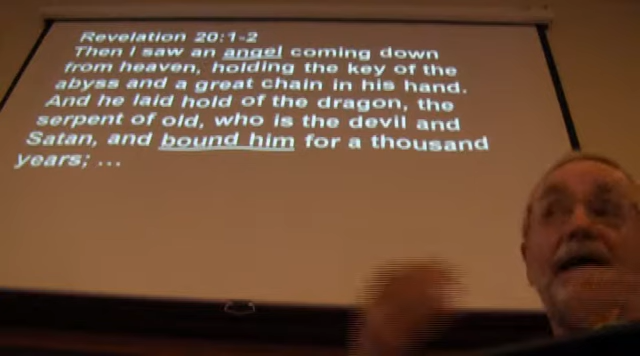 Revelation 20:1-2
Then I saw an angel coming down
from heaven, holding the key of the
abyss and a great chain in his hand.
And he laid hold of the dragon, the
serpent of old, who is the devil and
Satan, and bound him for a thousand
years; ...